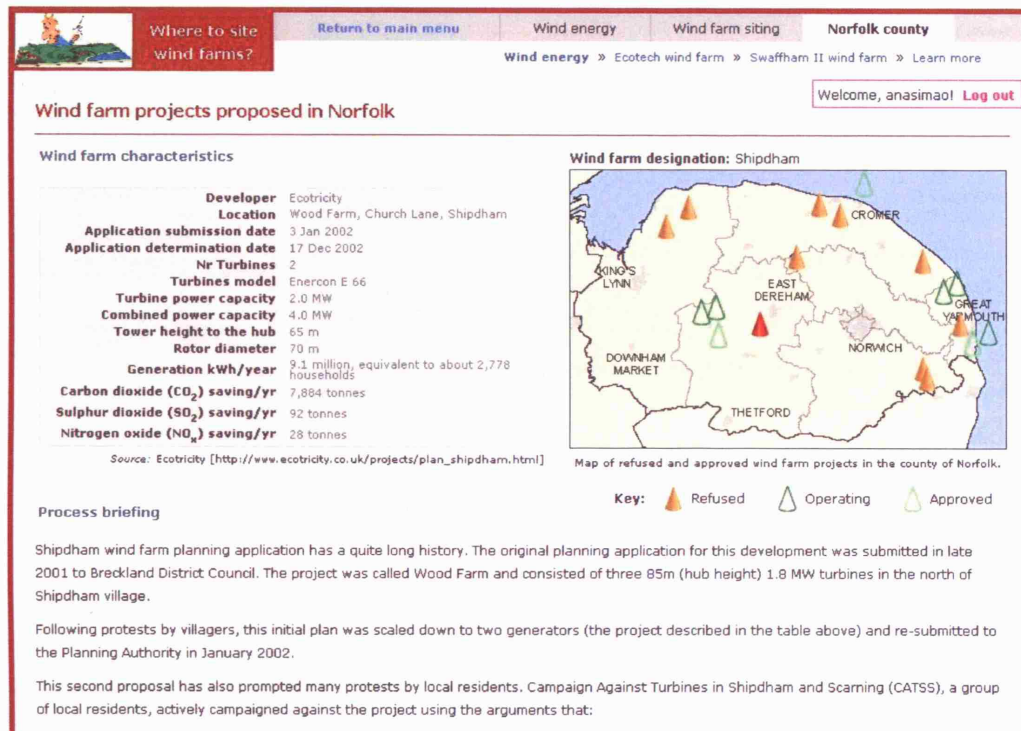 Where to site
wind farms?
Return to main menu
Wind energy
Wind farm siting
Norfolk county
Wind energy » Ecotech wind farm » Swaffham II wind farm » Learn more
Welcome, anasimao! Log out
Wind farm projects proposed in Norfolk
Wind farm characteristics
Developer Ecotricity
Location Wood Farm, Church Lane, Shipdham
Application submission date 3 Jan 2002
Application determination date 17 Dec 2002
Nr Turbines 2
Turbines model Enercon E 66
Turbine power capacity 2.0 MW
Combined power capacity 4.0 MW
Tower height to the hub 65 m
Rotor diameter 70 m
Generation kWh/year 9.1 million, equivalent to about 2,778
households
Carbon dioxide (CO₂) saving/yr 7,884 tonnes
Sulphur dioxide (SO₂) saving/yr 92 tonnes
Nitrogen oxide (NOₓ) saving/yr 28 tonnes
Source: Ecotricity [http://www.ecotricity.co.uk/projects/plan_shipdham.html]
Wind farm designation: Shipdham
CROMER
KING'S
LYNN
EAST
DEREHAM
GREAT
YARMOUTH
NORWICH
DOWNHAM
MARKET
THETFORD
Map of refused and approved wind farm projects in the county of Norfolk.
Key: Refused Operating Approved
Process briefing
Shipdham wind farm planning application has a quite long history. The original planning application for this development was submitted in late
2001 to Breckland District Council. The project was called Wood Farm and consisted of three 85m (hub height) 1.8 MW turbines in the north of
Shipdham village.
Following protests by villagers, this initial plan was scaled down to two generators (the project described in the table above) and re-submitted to
the Planning Authority in January 2002.
This second proposal has also prompted many protests by local residents. Campaign Against Turbines in Shipdham and Scarning (CATSS), a group
of local residents, actively campaigned against the project using the arguments that: